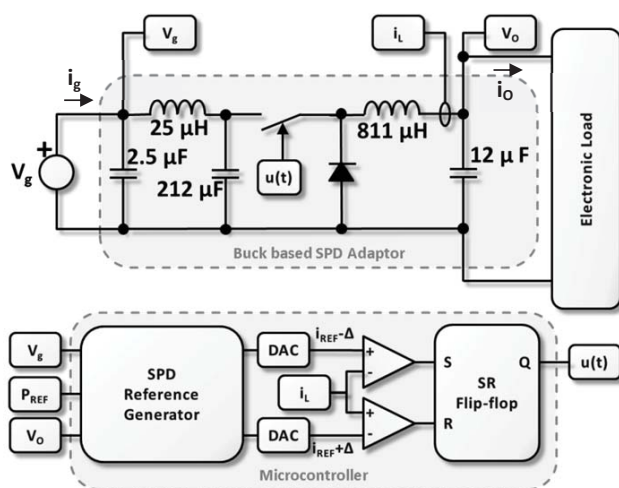 V_g
i_L
V_O
i_g
i_O
25 µH
811 µH
V_g
+
2.5 µF
212 µF
u(t)
12 µ F
Electronic Load
Buck based SPD Adaptor
V_g
P_REF
V_O
SPD
Reference
Generator
DAC
i_REF-Δ
i_L
DAC
i_REF+Δ
+
-
+
-
S
R
Q
SR
Flip-flop
u(t)
Microcontroller